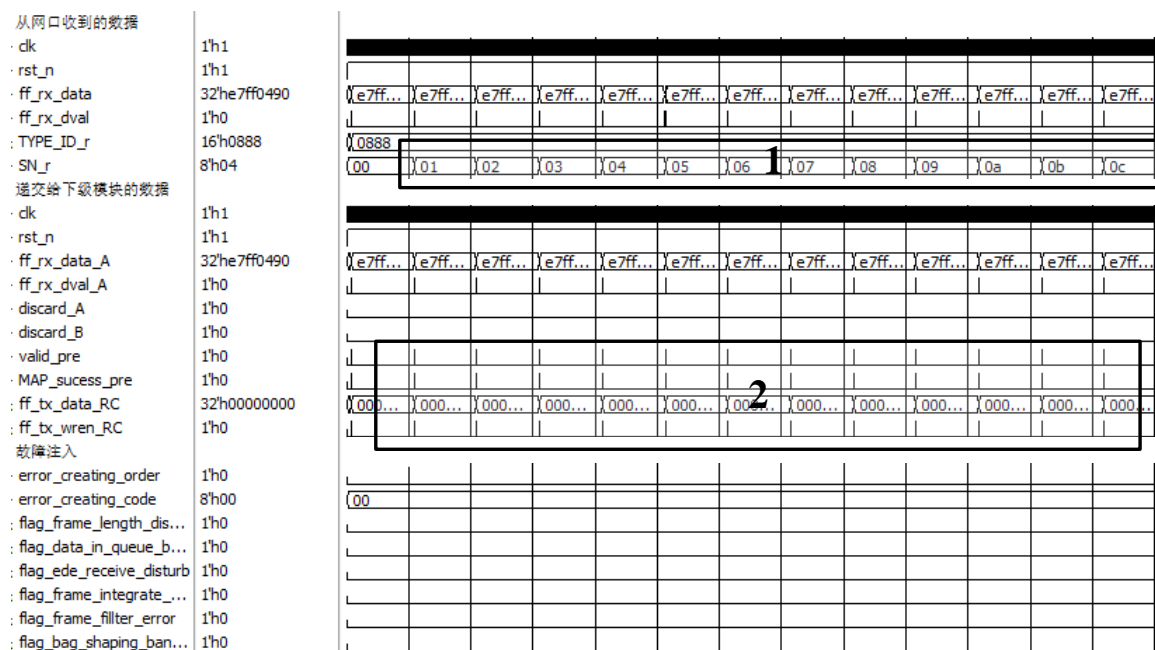 从网口收到的数据
clk 1'h1
rst_n 1'h1
ff_rx_data 32'he7ff0490 e7ff... e7ff... e7ff... e7ff... e7ff... e7ff... e7ff... e7ff... e7ff... e7ff... e7ff... e7ff... e7ff...
ff_rx_dval 1'h0
TYPE_ID_r 16'h0888 0888
SN_r 8'h04 00 01 02 03 04 05 06 07 08 09 0a 0b 0c
1
递交给下级模块的数据
clk 1'h1
rst_n 1'h1
ff_rx_data_A 32'he7ff0490 e7ff... e7ff... e7ff... e7ff... e7ff... e7ff... e7ff... e7ff... e7ff... e7ff... e7ff... e7ff... e7ff...
ff_rx_dval_A 1'h0
discard_A 1'h0
discard_B 1'h0
valid_pre 1'h0
MAP_sucess_pre 1'h0
2
ff_tx_data_RC 32'h00000000 000... 000... 000... 000... 000... 000... 000... 000... 000... 000... 000... 000...
ff_tx_wren_RC 1'h0
故障注入
error_creating_order 1'h0
error_creating_code 8'h00 00
flag_frame_length_dis... 1'h0
flag_data_in_queue_b... 1'h0
flag_ede_receive_disturb 1'h0
flag_frame_integrate_... 1'h0
flag_frame_fillter_error 1'h0
flag_bag_shaping_ban... 1'h0